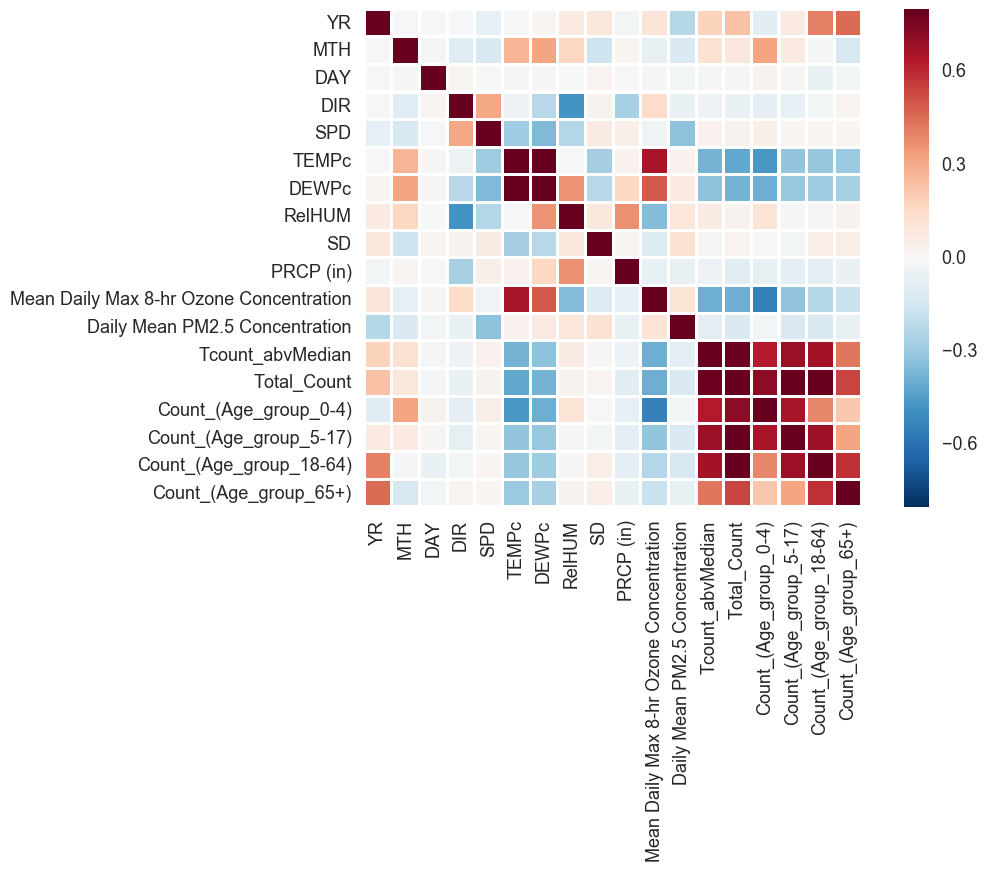 YR
MTH
DAY
DIR
SPD
TEMPc
DEWPc
RelHUM
SD
PRCP (in)
Mean Daily Max 8-hr Ozone Concentration
Daily Mean PM2.5 Concentration
Tcount_abvMedian
Total_Count
Count_(Age_group_0-4)
Count_(Age_group_5-17)
Count_(Age_group_18-64)
Count_(Age_group_65+)
YR
MTH
DAY
DIR
SPD
TEMPc
DEWPc
RelHUM
SD
PRCP (in)
Mean Daily Max 8-hr Ozone Concentration
Daily Mean PM2.5 Concentration
Tcount_abvMedian
Total_Count
Count_(Age_group_0-4)
Count_(Age_group_5-17)
Count_(Age_group_18-64)
Count_(Age_group_65+)
0.6
0.3
0.0
−0.3
−0.6